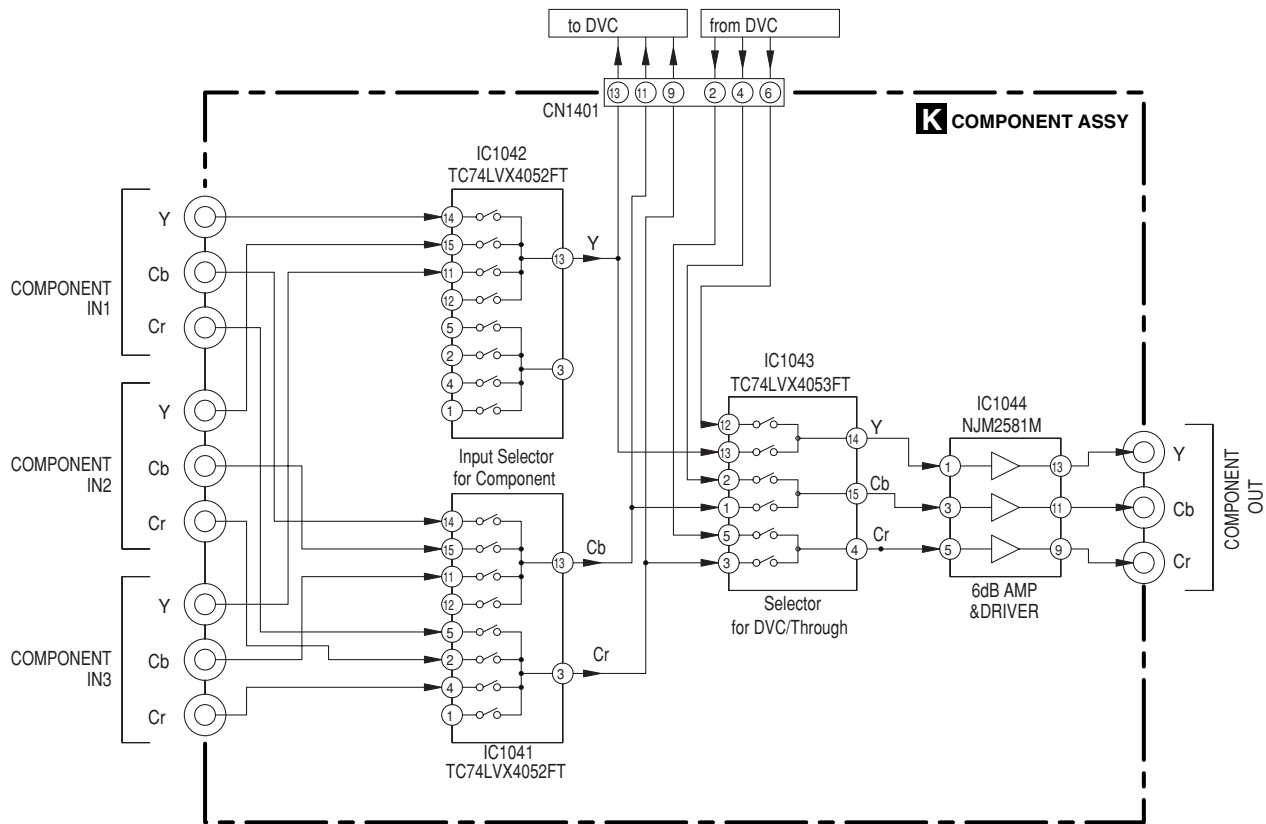 to DVC
from DVC
13 11 9 2 4 6
CN1401
K COMPONENT ASSY
IC1042
TC74LVX4052FT
14
15
11
12
5
2
4
1
13
3
Y
Input Selector
for Component
COMPONENT
IN1
Y
Cb
Cr
COMPONENT
IN2
Y
Cb
Cr
COMPONENT
IN3
Y
Cb
Cr
14
15
11
12
5
2
4
1
13
3
Cb
Cr
IC1041
TC74LVX4052FT
IC1043
TC74LVX4053FT
12
13
2
1
5
3
14
15
4
Y
Cb
Cr
Selector
for DVC/Through
IC1044
NJM2581M
1
3
5
13
11
9
6dB AMP
&DRIVER
Y
Cb
Cr
COMPONENT
OUT